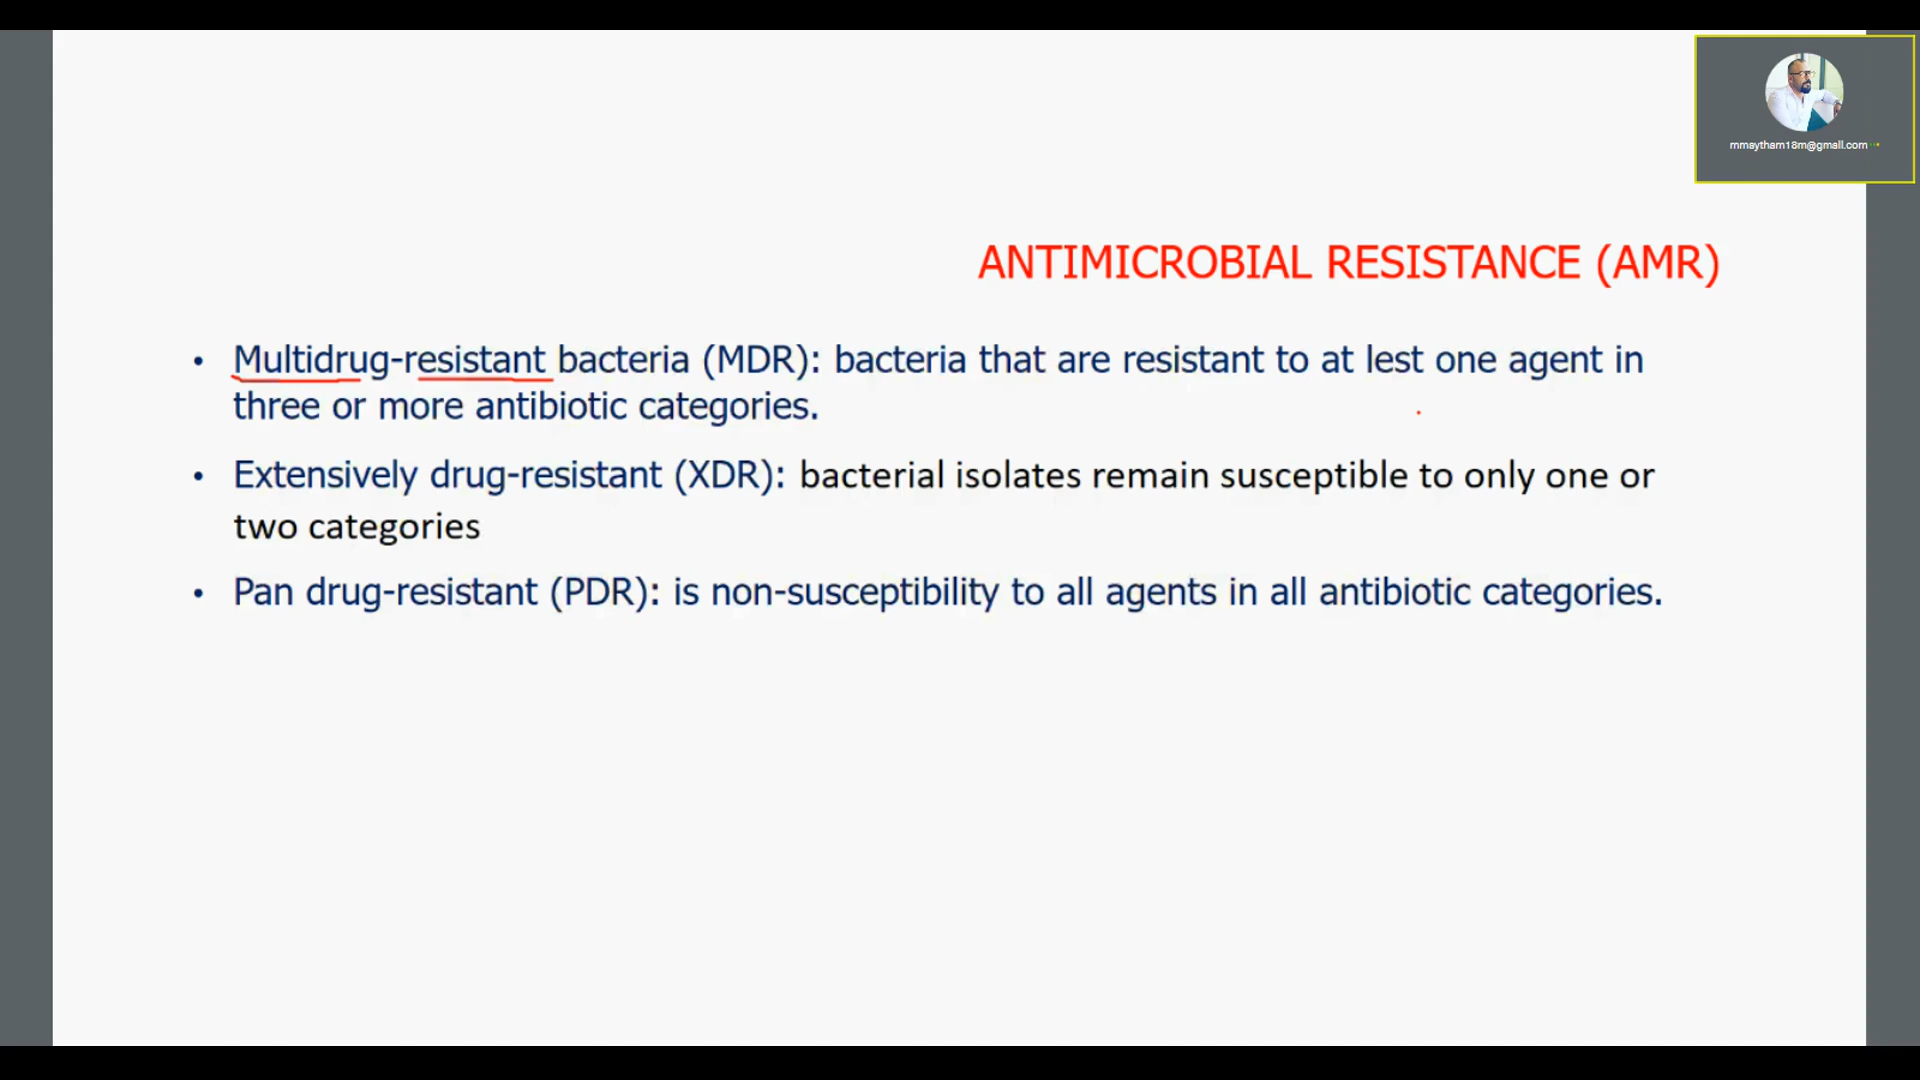 mmaytham18m@gmail.com
ANTIMICROBIAL RESISTANCE (AMR)
• Multidrug-resistant bacteria (MDR): bacteria that are resistant to at lest one agent in
three or more antibiotic categories.
• Extensively drug-resistant (XDR): bacterial isolates remain susceptible to only one or
two categories
• Pan drug-resistant (PDR): is non-susceptibility to all agents in all antibiotic categories.